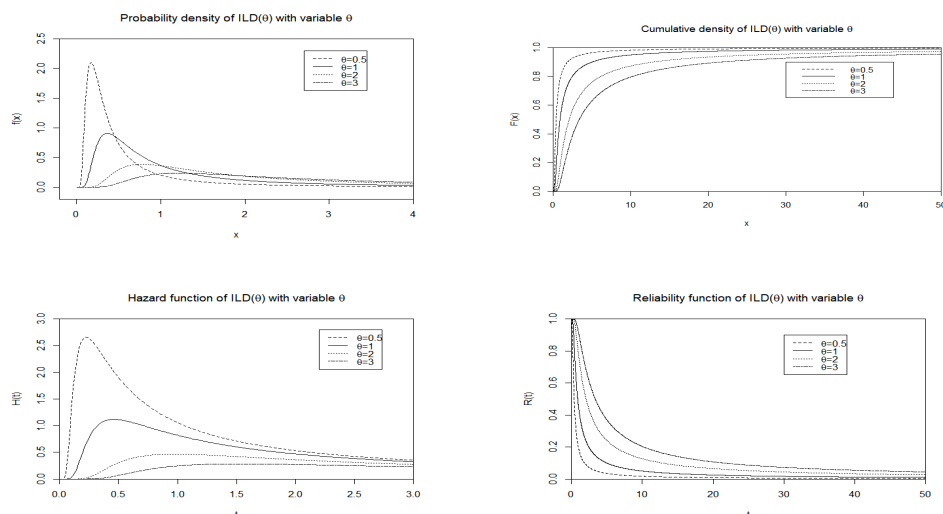 Probability density of ILD(θ) with variable θ
f(x)
2.5
2.0
1.5
1.0
0.5
0.0
θ=0.5
θ=1
θ=2
θ=3
0 1 2 3 4
x
Cumulative density of ILD(θ) with variable θ
F(x)
1.0
0.8
0.6
0.4
0.2
0.0
θ=0.5
θ=1
θ=2
θ=3
0 10 20 30 40 50
x
Hazard function of ILD(θ) with variable θ
H(t)
3.0
2.5
2.0
1.5
1.0
0.5
0.0
θ=0.5
θ=1
θ=2
θ=3
0.0 0.5 1.0 1.5 2.0 2.5 3.0
Reliability function of ILD(θ) with variable θ
R(t)
1.0
0.8
0.6
0.4
0.2
0.0
θ=0.5
θ=1
θ=2
θ=3
0 10 20 30 40 50